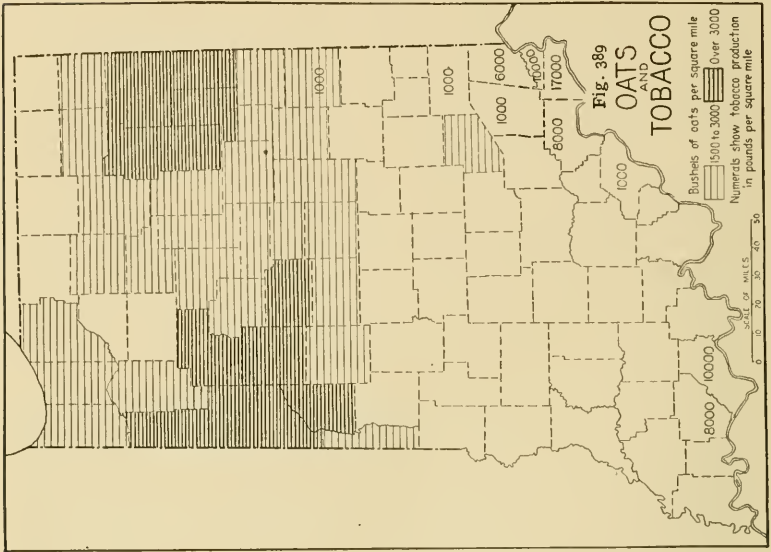 Fig. 389
OATS
AND
TOBACCO
Bushels of oats per square mile
1500 to 3000 Over 3000
Numerals show tobacco production
in pounds per square mile
SCALE OF MILES
0 20 30 40 50
1000
1000
1000
6000
10000
17000
8000
1000
10000
8000